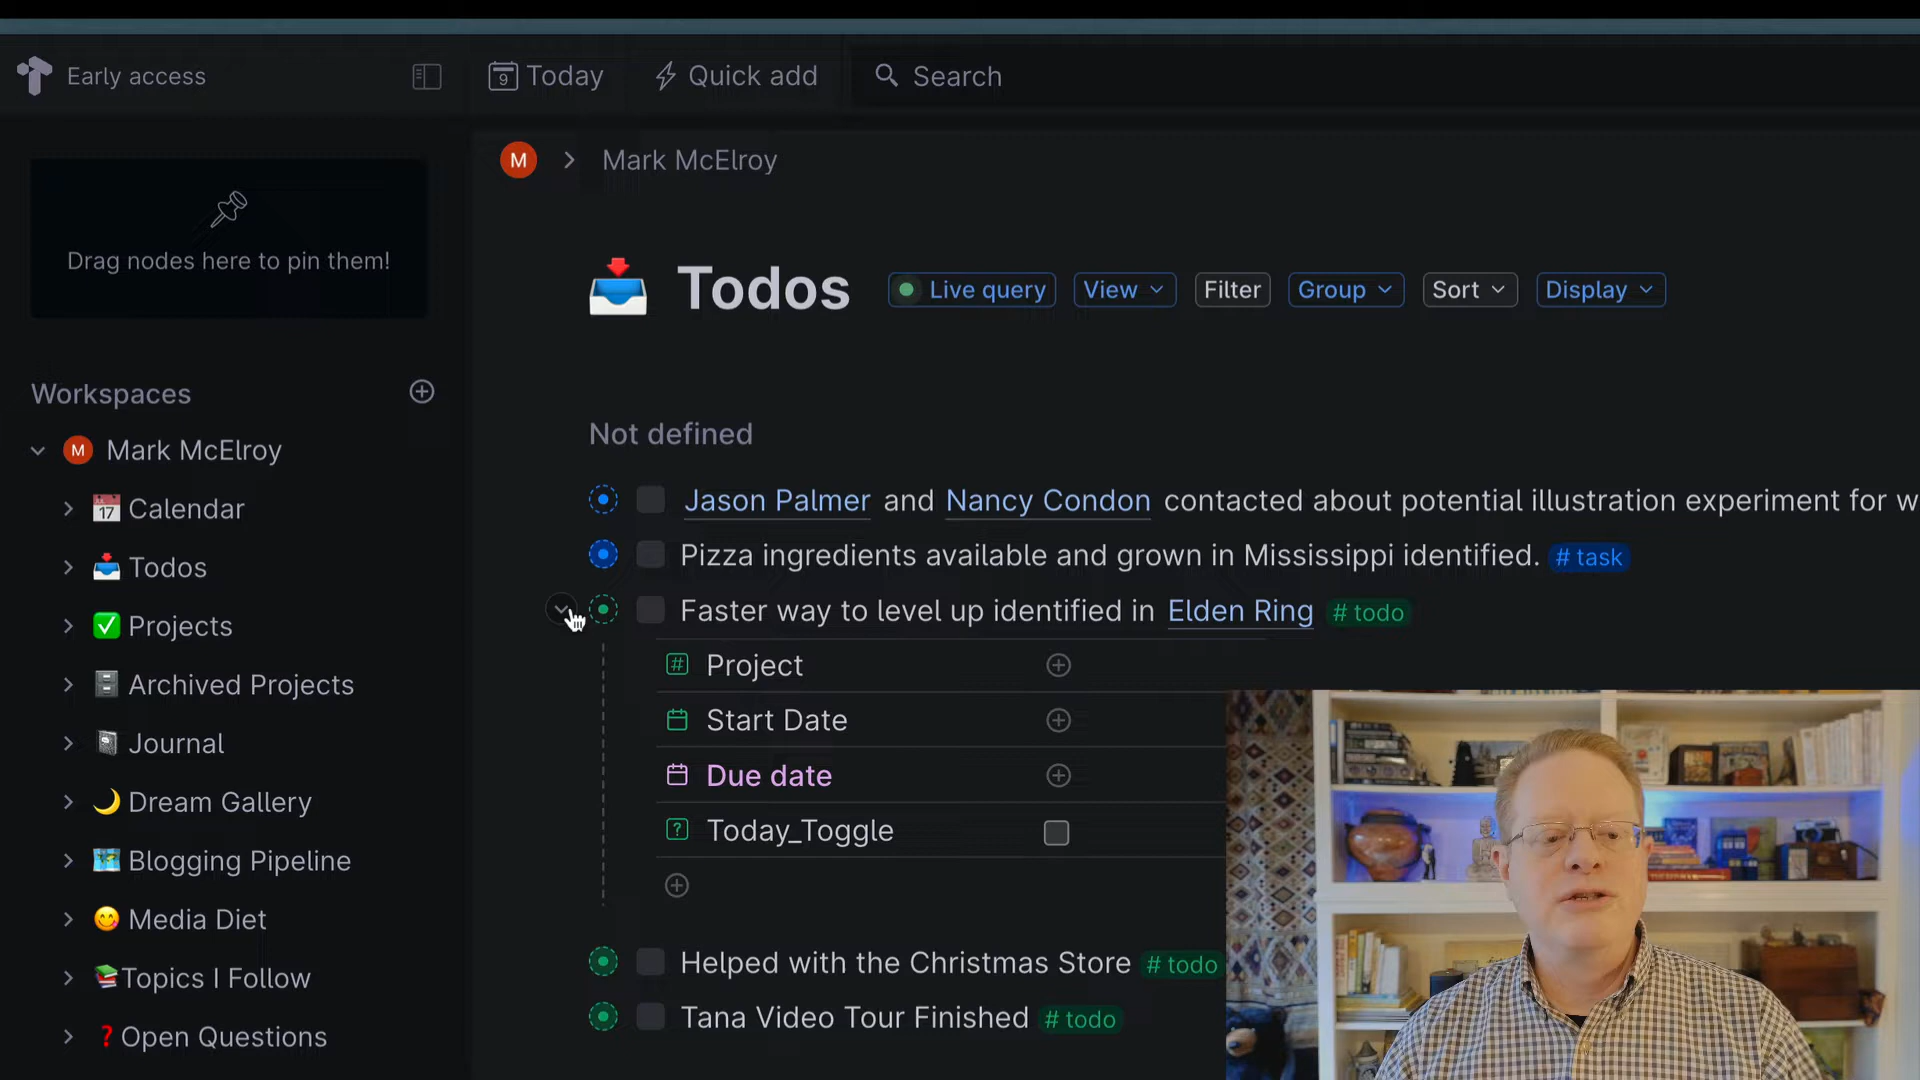 Early access
9 Today
Quick add
Search
M Mark McElroy
Drag nodes here to pin them!
Todos
Live query
View
Filter
Group
Sort
Display
Workspaces
M Mark McElroy
JUL 17 Calendar
Todos
Projects
Archived Projects
Journal
Dream Gallery
Blogging Pipeline
Media Diet
Topics I Follow
Open Questions
Not defined
Jason Palmer and Nancy Condon contacted about potential illustration experiment for w
Pizza ingredients available and grown in Mississippi identified. # task
Faster way to level up identified in Elden Ring # todo
Project
Start Date
Due date
Today_Toggle
Helped with the Christmas Store # todo
Tana Video Tour Finished # todo